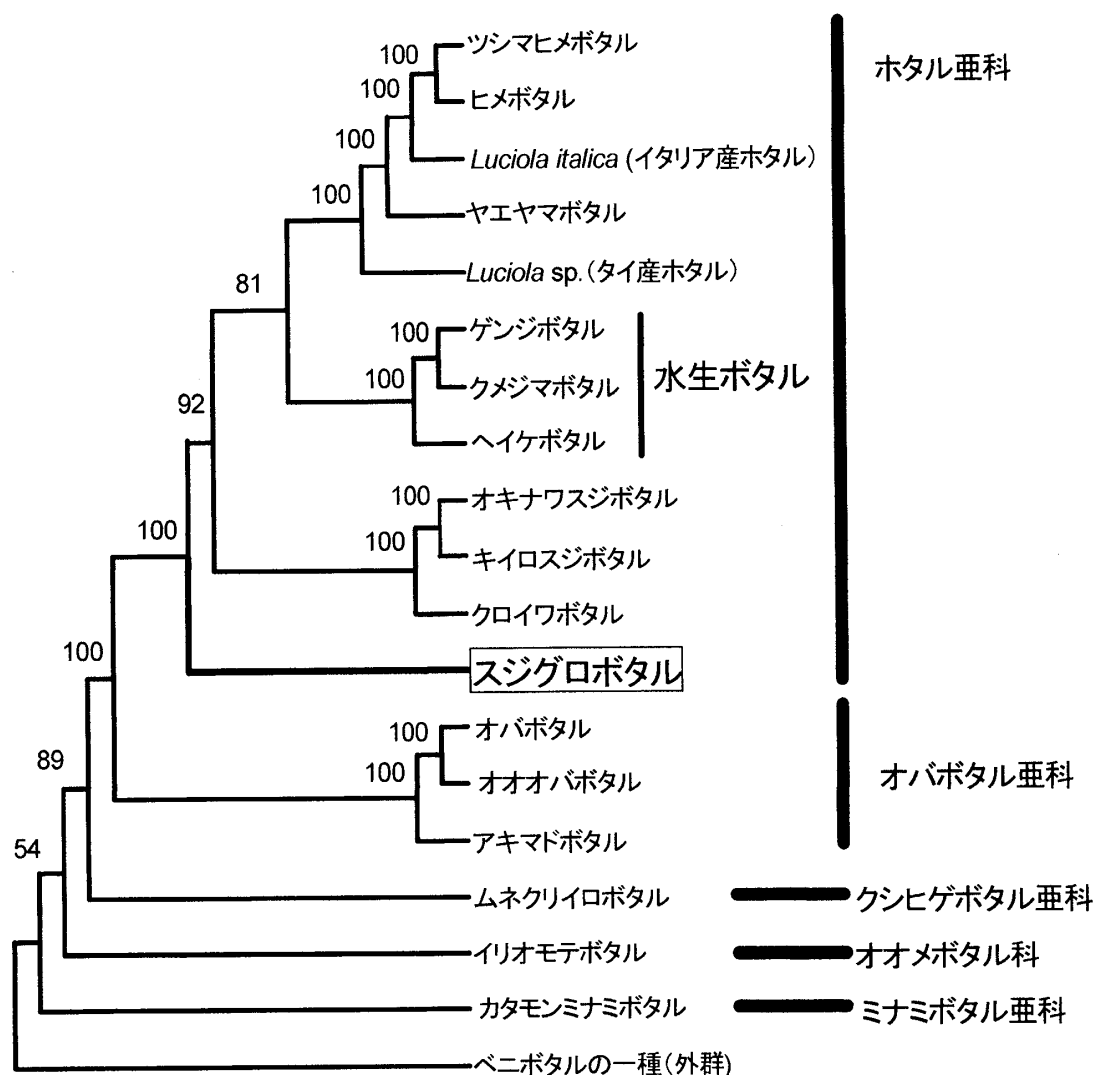 100
ツシマヒメボタル
ホタル亜科
100
ヒメボタル
100
Luciola italica (イタリア産ホタル)
100
ヤエヤマボタル
81
Luciola sp.(タイ産ホタル)
100
ゲンジボタル
水生ボタル
100
クメジマボタル
92
ヘイケボタル
100
オキナワスジボタル
100
キイロスジボタル
100
クロイワボタル
100
スジグロボタル
100
オバボタル
オバボタル亜科
89
100
オオオバボタル
アキマドボタル
54
ムネクリイロボタル
クシヒゲボタル亜科
イリオモテボタル
オオメボタル科
カタモンミナミボタル
ミナミボタル亜科
ベニボタルの一種(外群)